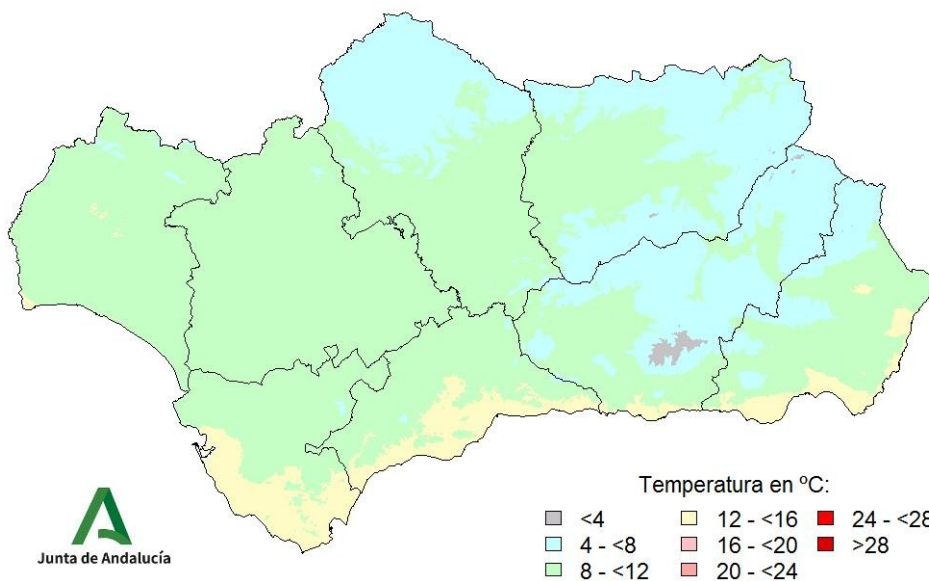 Temperatura en ºC:
<4 12 - <16 24 - <28
4 - <8 16 - <20 >28
8 - <12 20 - <24
Junta de Andalucía